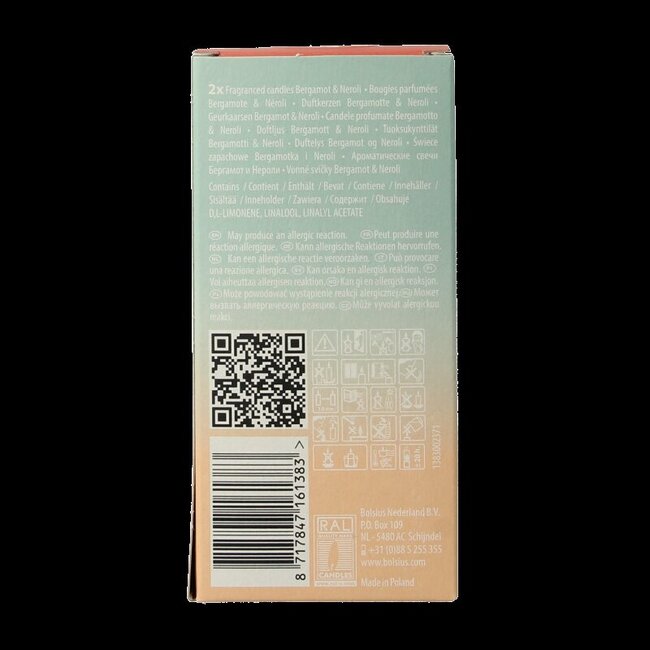 2x Fragranced candles Bergamot & Neroli • Bougies parfumées
Bergamote & Néroli • Duftkerzen Bergamotte & Neroli •
Geurkaarsen Bergamot & Neroli • Candele profumate Bergamotto
& Neroli • Doftljus Bergamott & Neroli • Tuoksukynttilät
Bergamotti & Neroli • Duftelys Bergamot og Neroli • Świece
zapachowe Bergamotka i Neroli • Ароматические свечи
Бергамот и Нероли • Vonné svíčky Bergamot & Neroli
Contains / Contient / Enthält / Bevat / Contiene / Innehåller /
Sisältää / Inneholder / Zawiera / Содержит / Obsahuje
D,L-LIMONENE, LINALOOL, LINALYL ACETATE
May produce an allergic reaction. Peut produire une
réaction allergique. Kann allergische Reaktionen hervorrufen.
Kan een allergische reactie veroorzaken. Può provocare
una reazione allergica. Kan orsaka en allergisk reaktion.
Voi aiheuttaa allergisen reaktion. Kan gi en allergisk reaksjon.
Może powodować wystąpienie reakcji alergicznej. Может
вызвать аллергическую реакцию. Může vyvolat alergickou
reakci.
1383002371
8 717847 161383 >
RAL
QUALITY MARK
CANDLES
Bolsius Nederland B.V.
P.O. Box 109
NL - 5480 AC Schijndel
+31 (0)88 5 255 355
www.bolsius.com
Made in Poland